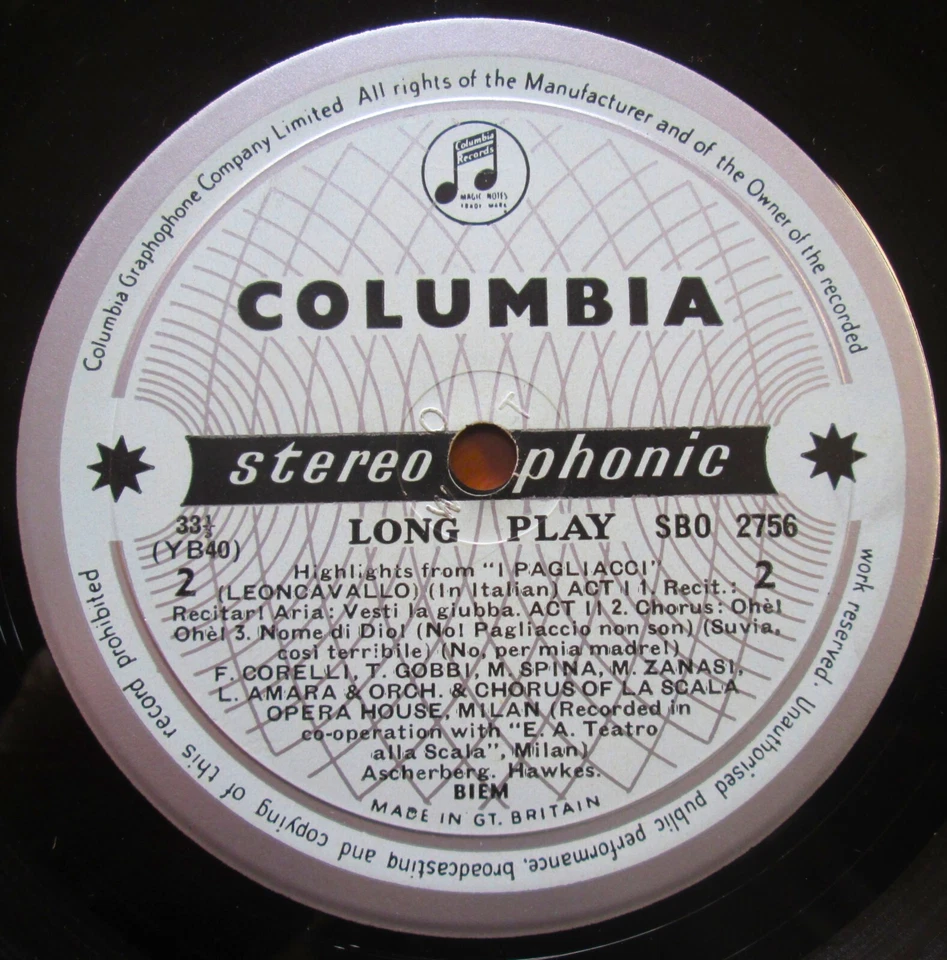 Columbia Graphophone Company Limited All rights of the Manufacturer and of the Owner of the recorded
work reserved. Unauthorised public performance, broadcasting and copying of this record prohibited
Columbia
Records
MAGIC NOTES
TRADE MARK
COLUMBIA
O T
W
stereophonic
33⅓ LONG PLAY SBO 2756
(YB40)
2 2
Highlights from "I PAGLIACCI"
(LEONCAVALLO) (In Italian) ACT I 1. Recit.:
Recitar! Aria: Vesti la giubba. ACT II 2. Chorus: Ohè!
Ohè! 3. Nome di Dio! (No! Pagliaccio non son) (Suvia,
così terribile) (No, per mia madre!)
F. CORELLI, T. GOBBI, M. SPINA, M. ZANASI,
L. AMARA & ORCH. & CHORUS OF LA SCALA
OPERA HOUSE, MILAN (Recorded in
co-operation with "E. A. Teatro
alla Scala", Milan)
Ascherberg. Hawkes.
BIEM
MADE IN GT. BRITAIN